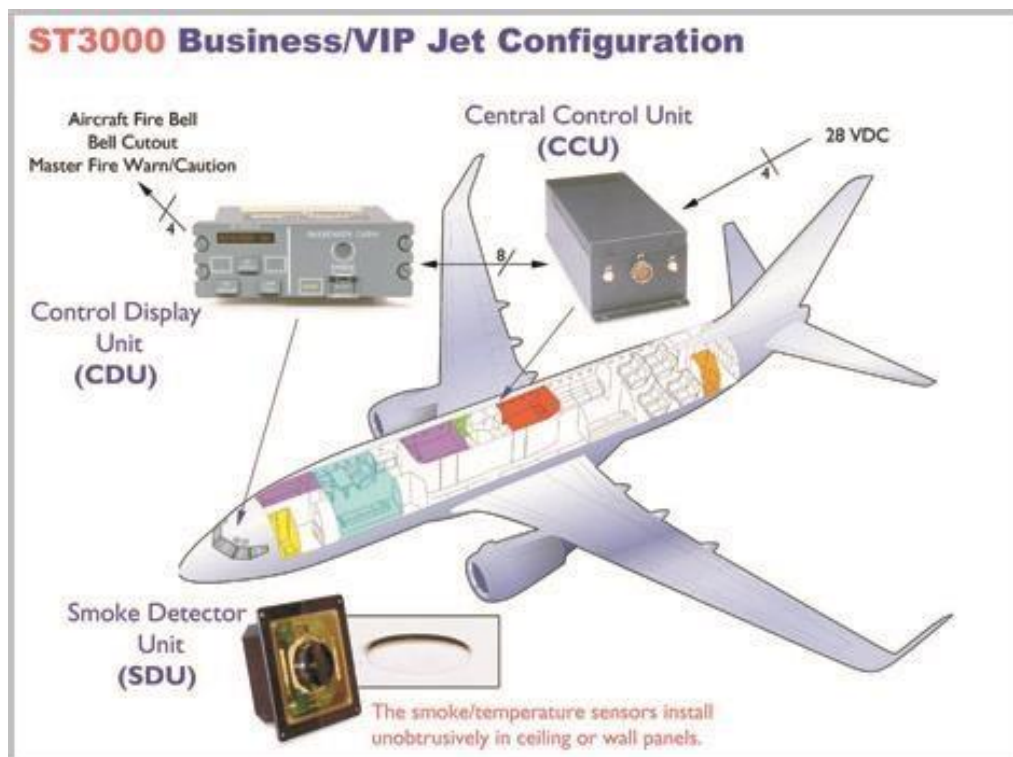 ST3000 Business/VIP Jet Configuration
Aircraft Fire Bell
Bell Cutout
Master Fire Warn/Caution
4
Central Control Unit
(CCU)
28 VDC
4
8
Control Display
Unit
(CDU)
Smoke Detector
Unit
(SDU)
The smoke/temperature sensors install
unobtrusively in ceiling or wall panels.